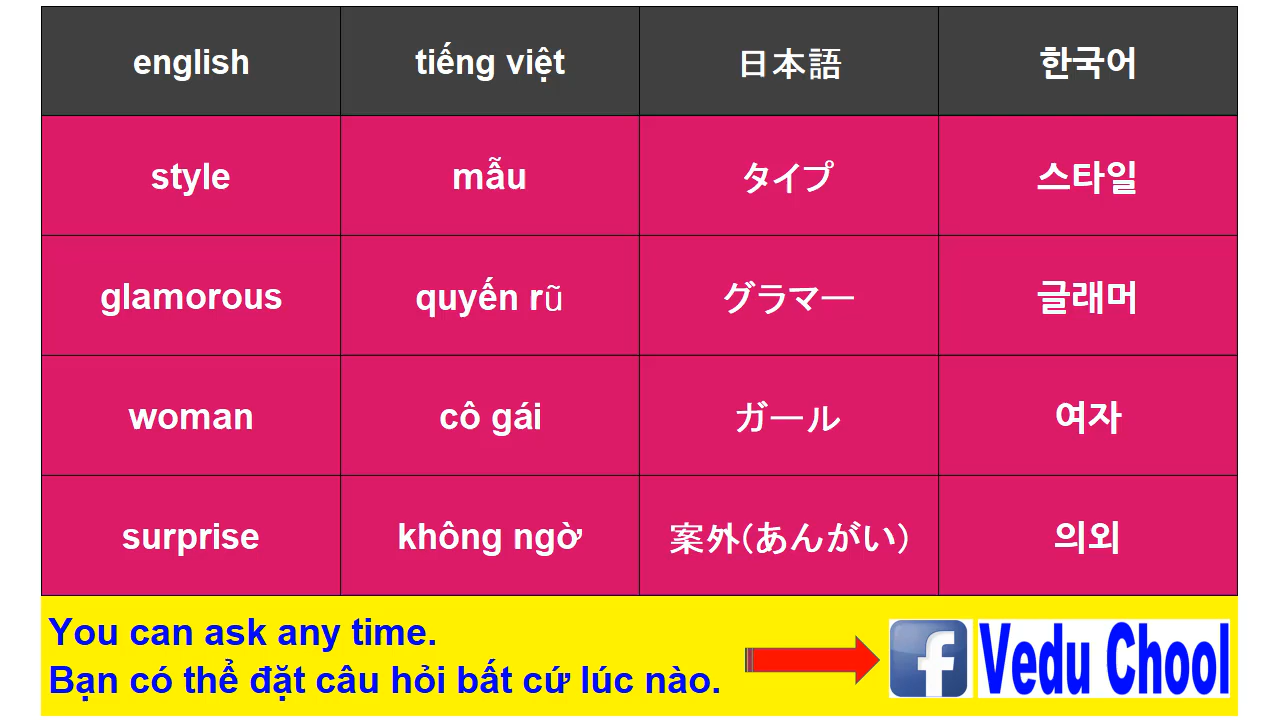 english tiếng việt 日本語 한국어
style mẫu タイプ 스타일
glamorous quyến rũ グラマー 글래머
woman cô gái ガール 여자
surprise không ngờ 案外(あんがい) 의외
You can ask any time.
Bạn có thể đặt câu hỏi bất cứ lúc nào.
f Vedu Chool